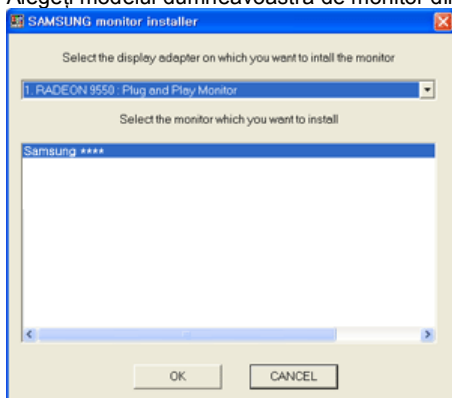 Alegeți modelul dumneavoastră de monitor din
SAMSUNG monitor installer
Select the display adapter on which you want to intall the monitor
1. RADEON 9550 : Plug and Play Monitor
Select the monitor which you want to install
Samsung ****
OK
CANCEL